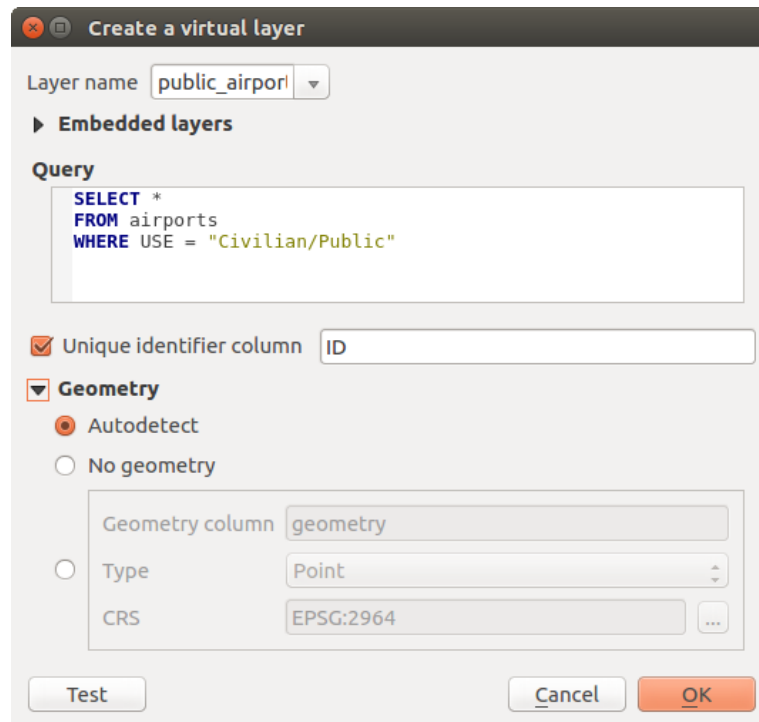 Create a virtual layer
Layer name public_airport
Embedded layers
Query
SELECT *
FROM airports
WHERE USE = "Civilian/Public"
Unique identifier column ID
Geometry
Autodetect
No geometry
Geometry column geometry
Type Point
CRS EPSG:2964 ...
Test Cancel OK